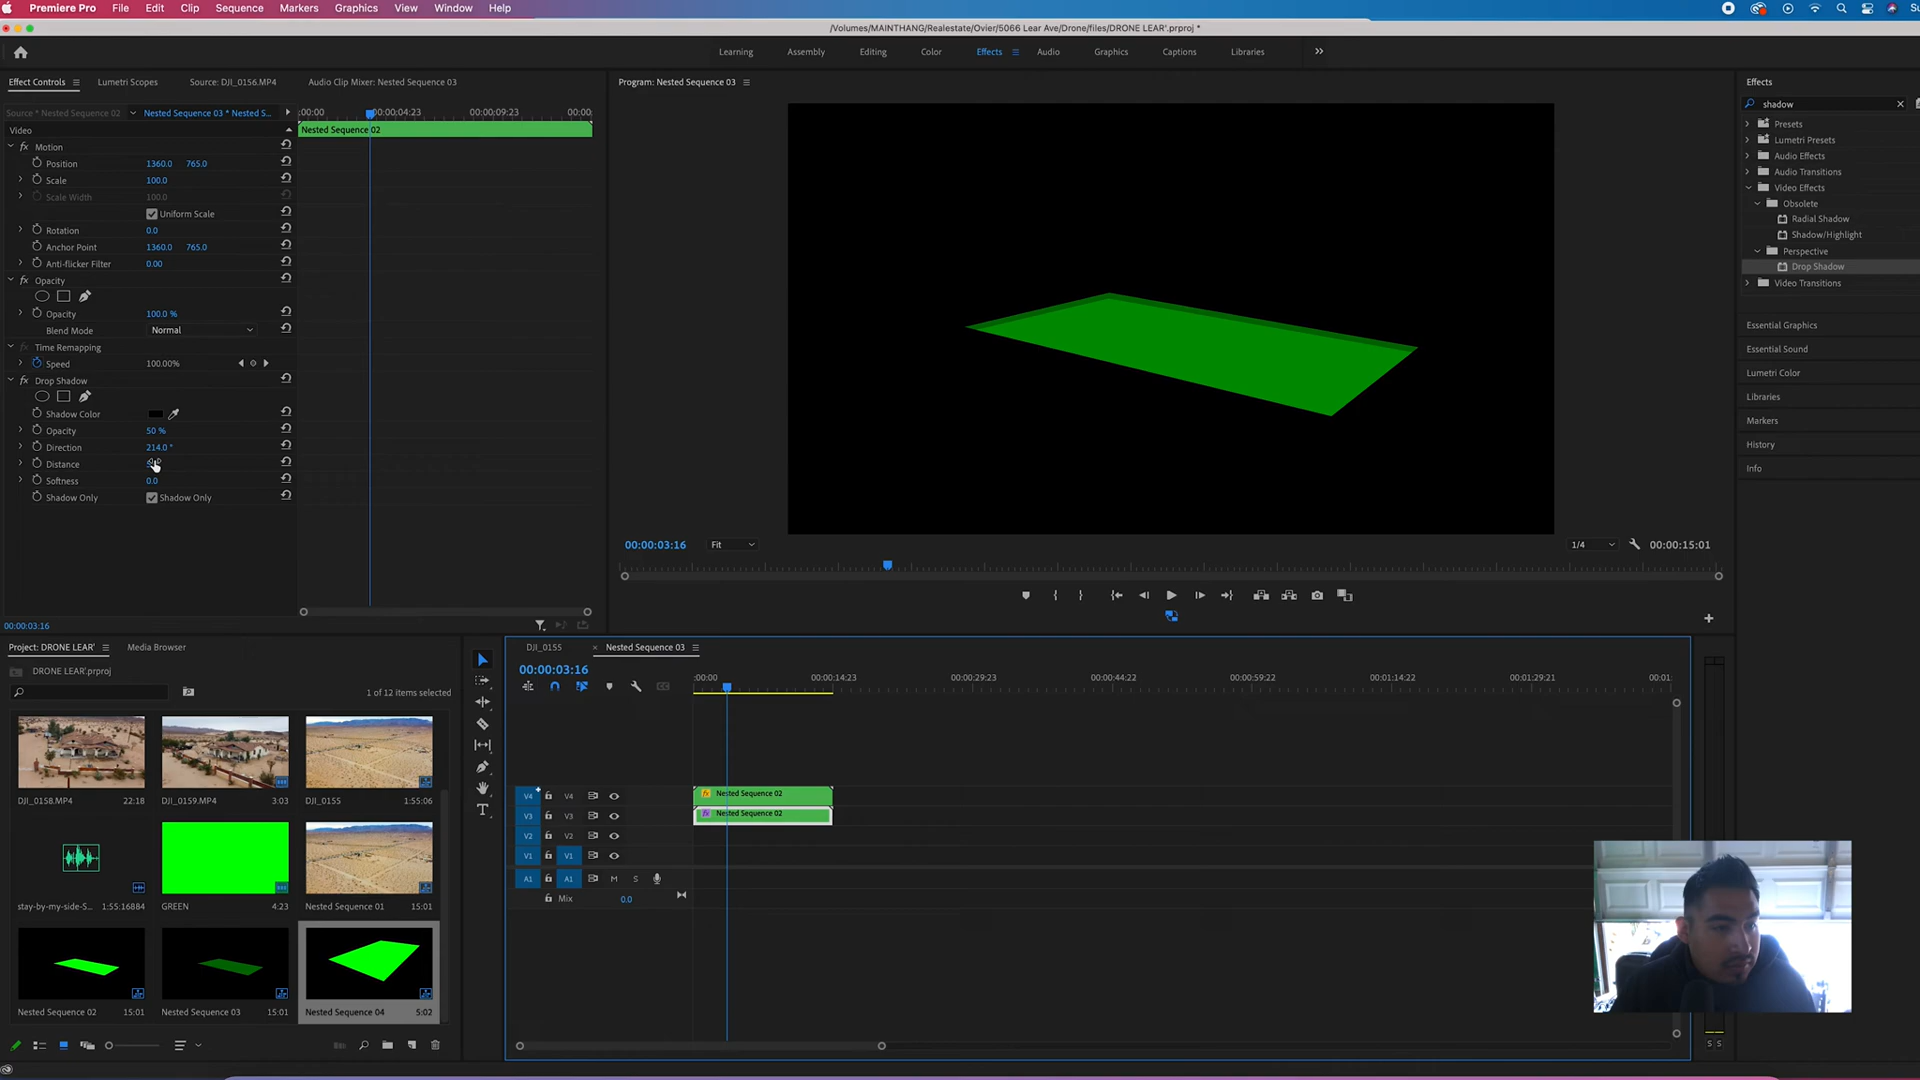 Premiere Pro File Edit Clip Sequence Markers Graphics View Window Help
/Volumes/MAINTHANG/Realestate/Ovier/5066 Lear Ave/Drone/files/DRONE LEAR'.prproj *
Learning Assembly Editing Color Effects Audio Graphics Captions Libraries
Effect Controls Lumetri Scopes Source: DJI_0156.MP4 Audio Clip Mixer: Nested Sequence 03
Program: Nested Sequence 03
Effects
Source * Nested Sequence 02 Nested Sequence 03 * Nested S...
:00:00 00:00:04:23 00:00:09:23 00:00
shadow
Video
Nested Sequence 02
Motion
Position 1360.0 765.0
Scale 100.0
Scale Width 100.0
Uniform Scale
Rotation 0.0
Anchor Point 1360.0 765.0
Anti-flicker Filter 0.00
Opacity
Opacity 100.0 %
Blend Mode Normal
Time Remapping
Speed 100.00%
Drop Shadow
Shadow Color
Opacity 50 %
Direction 214.0 °
Distance
Softness 0.0
Shadow Only Shadow Only
00:00:03:16
Presets
Lumetri Presets
Audio Effects
Audio Transitions
Video Effects
Obsolete
Radial Shadow
Shadow/Highlight
Perspective
Drop Shadow
Video Transitions
Essential Graphics
Essential Sound
Lumetri Color
Libraries
Markers
History
Info
00:00:03:16 Fit 1/4 00:00:15:01
Project: DRONE LEAR' Media Browser
DRONE LEAR'.prproj
1 of 12 items selected
DJI_0158.MP4 22:18
DJI_0159.MP4 3:03
DJI_0155 1:55:06
stay-by-my-side-S... 1:55:16884
GREEN 4:23
Nested Sequence 01 15:01
Nested Sequence 02 15:01
Nested Sequence 03 15:01
Nested Sequence 04 5:02
DJI_0155 × Nested Sequence 03
00:00:03:16
:00:00 00:00:14:23 00:00:29:23 00:00:44:22 00:00:59:22 00:01:14:22 00:01:29:21 00:01:
V4 V4 Nested Sequence 02
V3 V3 Nested Sequence 02
V2 V2
V1 V1
A1 A1 M S
Mix 0.0
S S